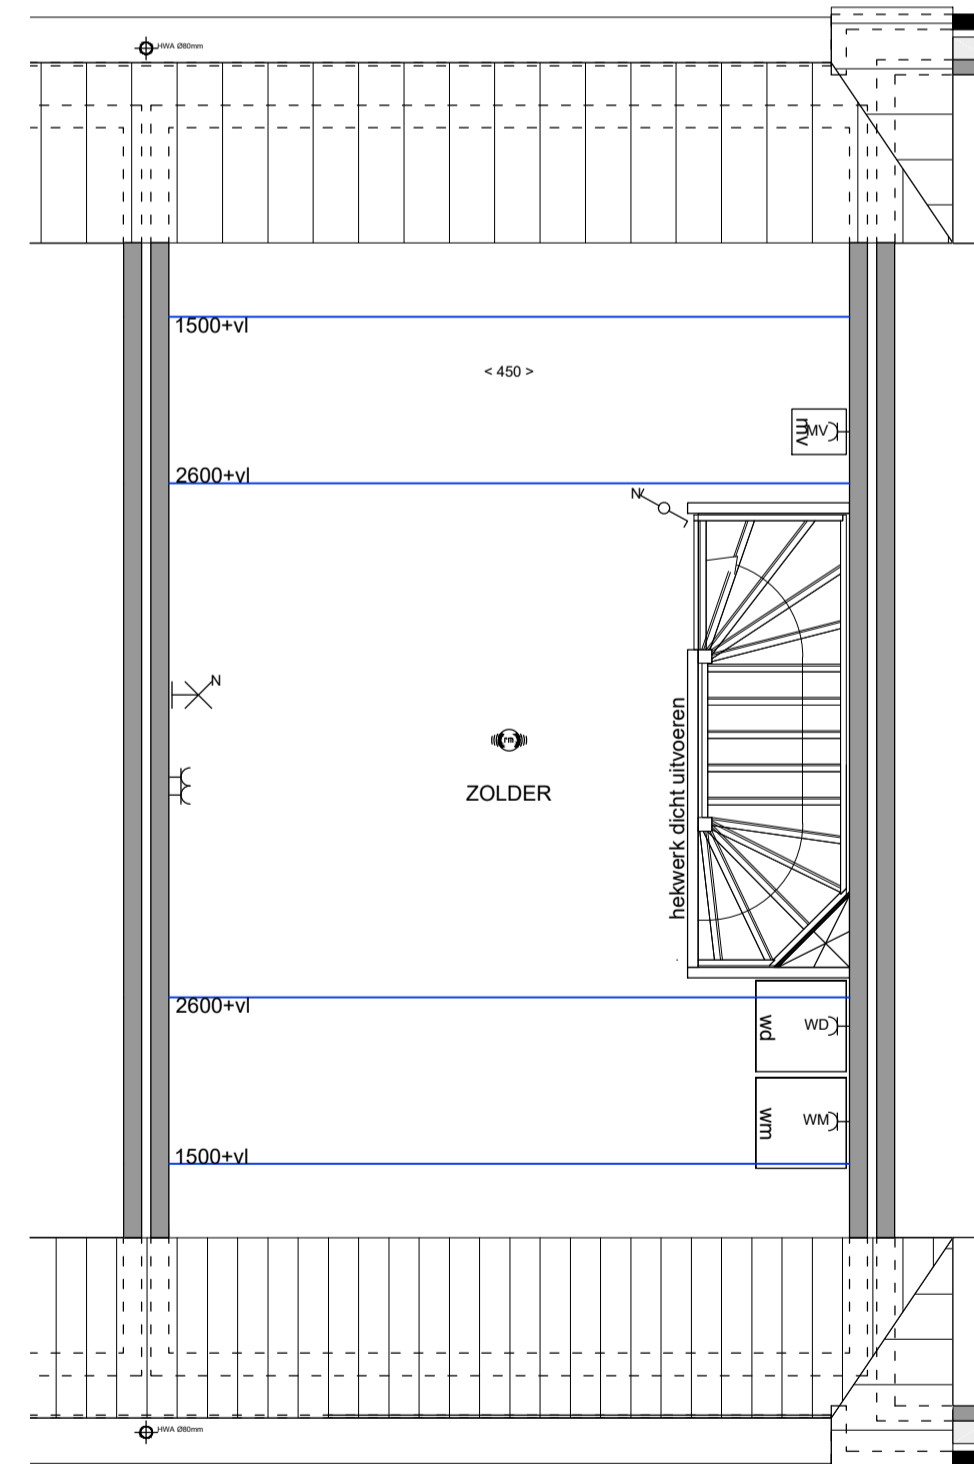 HWA Ø80mm
1500+vl
< 450 >
mv
MV
2600+vl
N
N
rm
ZOLDER
hekwerk dicht uitvoeren
2600+vl
wd
WD
wm
WM
1500+vl
HWA Ø80mm